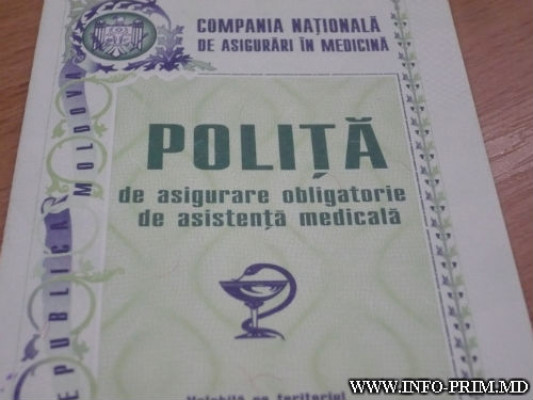 COMPANIA NAȚIONALĂ
DE ASIGURĂRI ÎN MEDICINĂ
REPUBLICA MOLDOVA
POLIȚĂ
de asigurare obligatorie
de asistență medicală
WWW.INFO-PRIM.MD